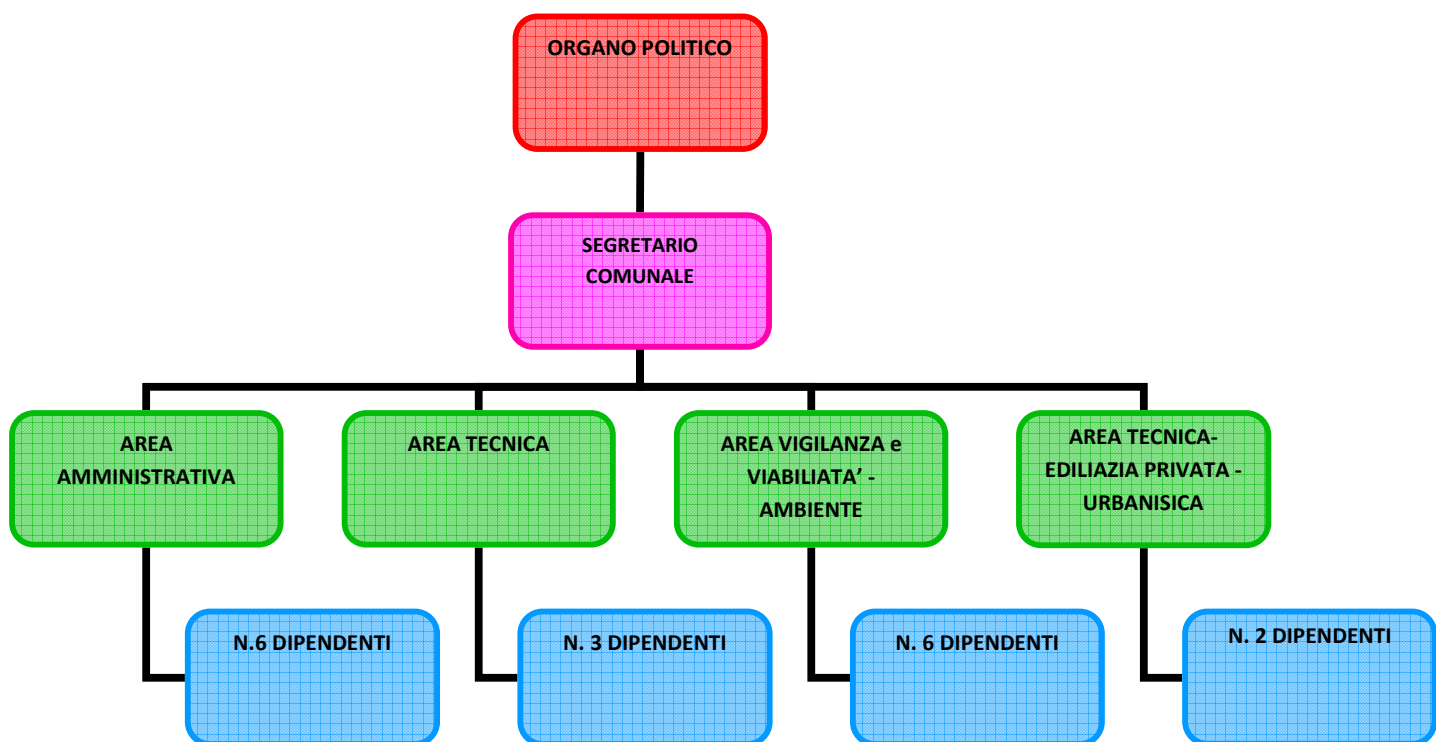 ORGANO POLITICO
SEGRETARIO
COMUNALE
AREA
AMMINISTRATIVA
AREA TECNICA
AREA VIGILANZA e
VIABILIATA’ -
AMBIENTE
AREA TECNICA-
EDILIAZIA PRIVATA -
URBANISICA
N.6 DIPENDENTI
N. 3 DIPENDENTI
N. 6 DIPENDENTI
N. 2 DIPENDENTI